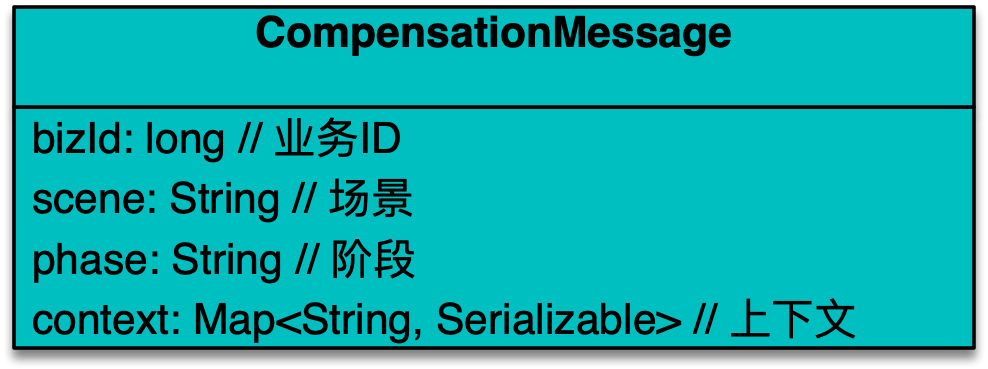 CompensationMessage
bizId: long // 业务ID
scene: String // 场景
phase: String // 阶段
context: Map<String, Serializable> // 上下文